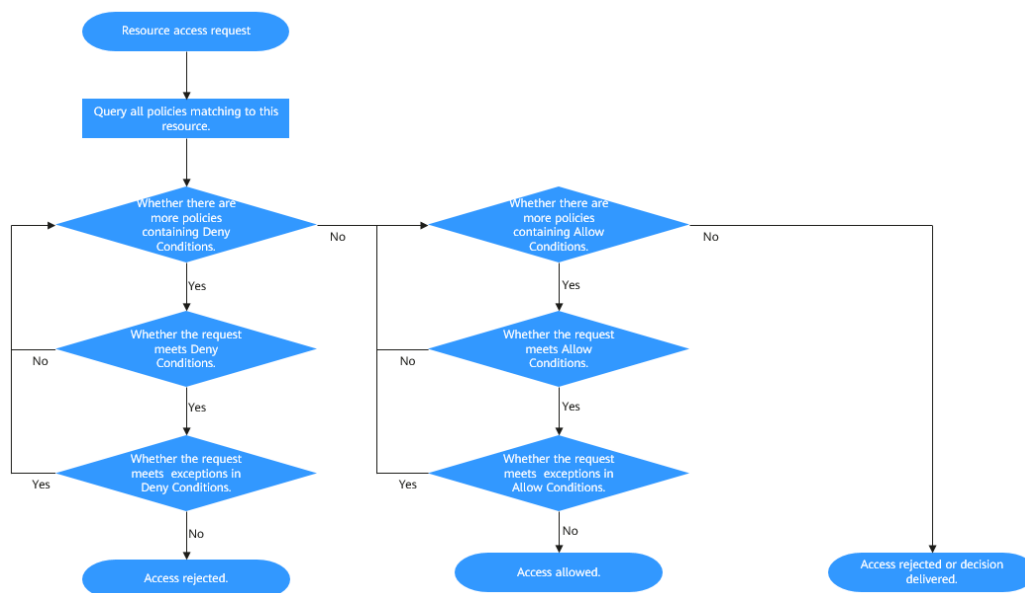 Resource access request
Query all policies matching to this
resource.
Whether there are
more policies
containing Deny
Conditions.
No
Whether there are
more policies
containing Allow
Conditions.
No
Yes
Yes
Whether the request
meets Deny
Conditions.
No
Whether the request
meets Allow
Conditions.
No
Yes
Yes
Whether the request
meets  exceptions in
Deny Conditions.
Yes
Whether the request
meets  exceptions in
Allow Conditions.
Yes
No
No
Access rejected.
Access allowed.
Access rejected or decision
delivered.